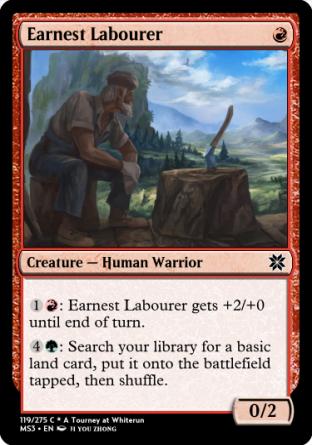 Earnest Labourer
Creature — Human Warrior
1 : Earnest Labourer gets +2/+0
until end of turn.
4 : Search your library for a basic
land card, put it onto the battlefield
tapped, then shuffle.
0/2
119/275 C * A Tourney at Whiterun
MS3 • EN JI YOU ZHONG